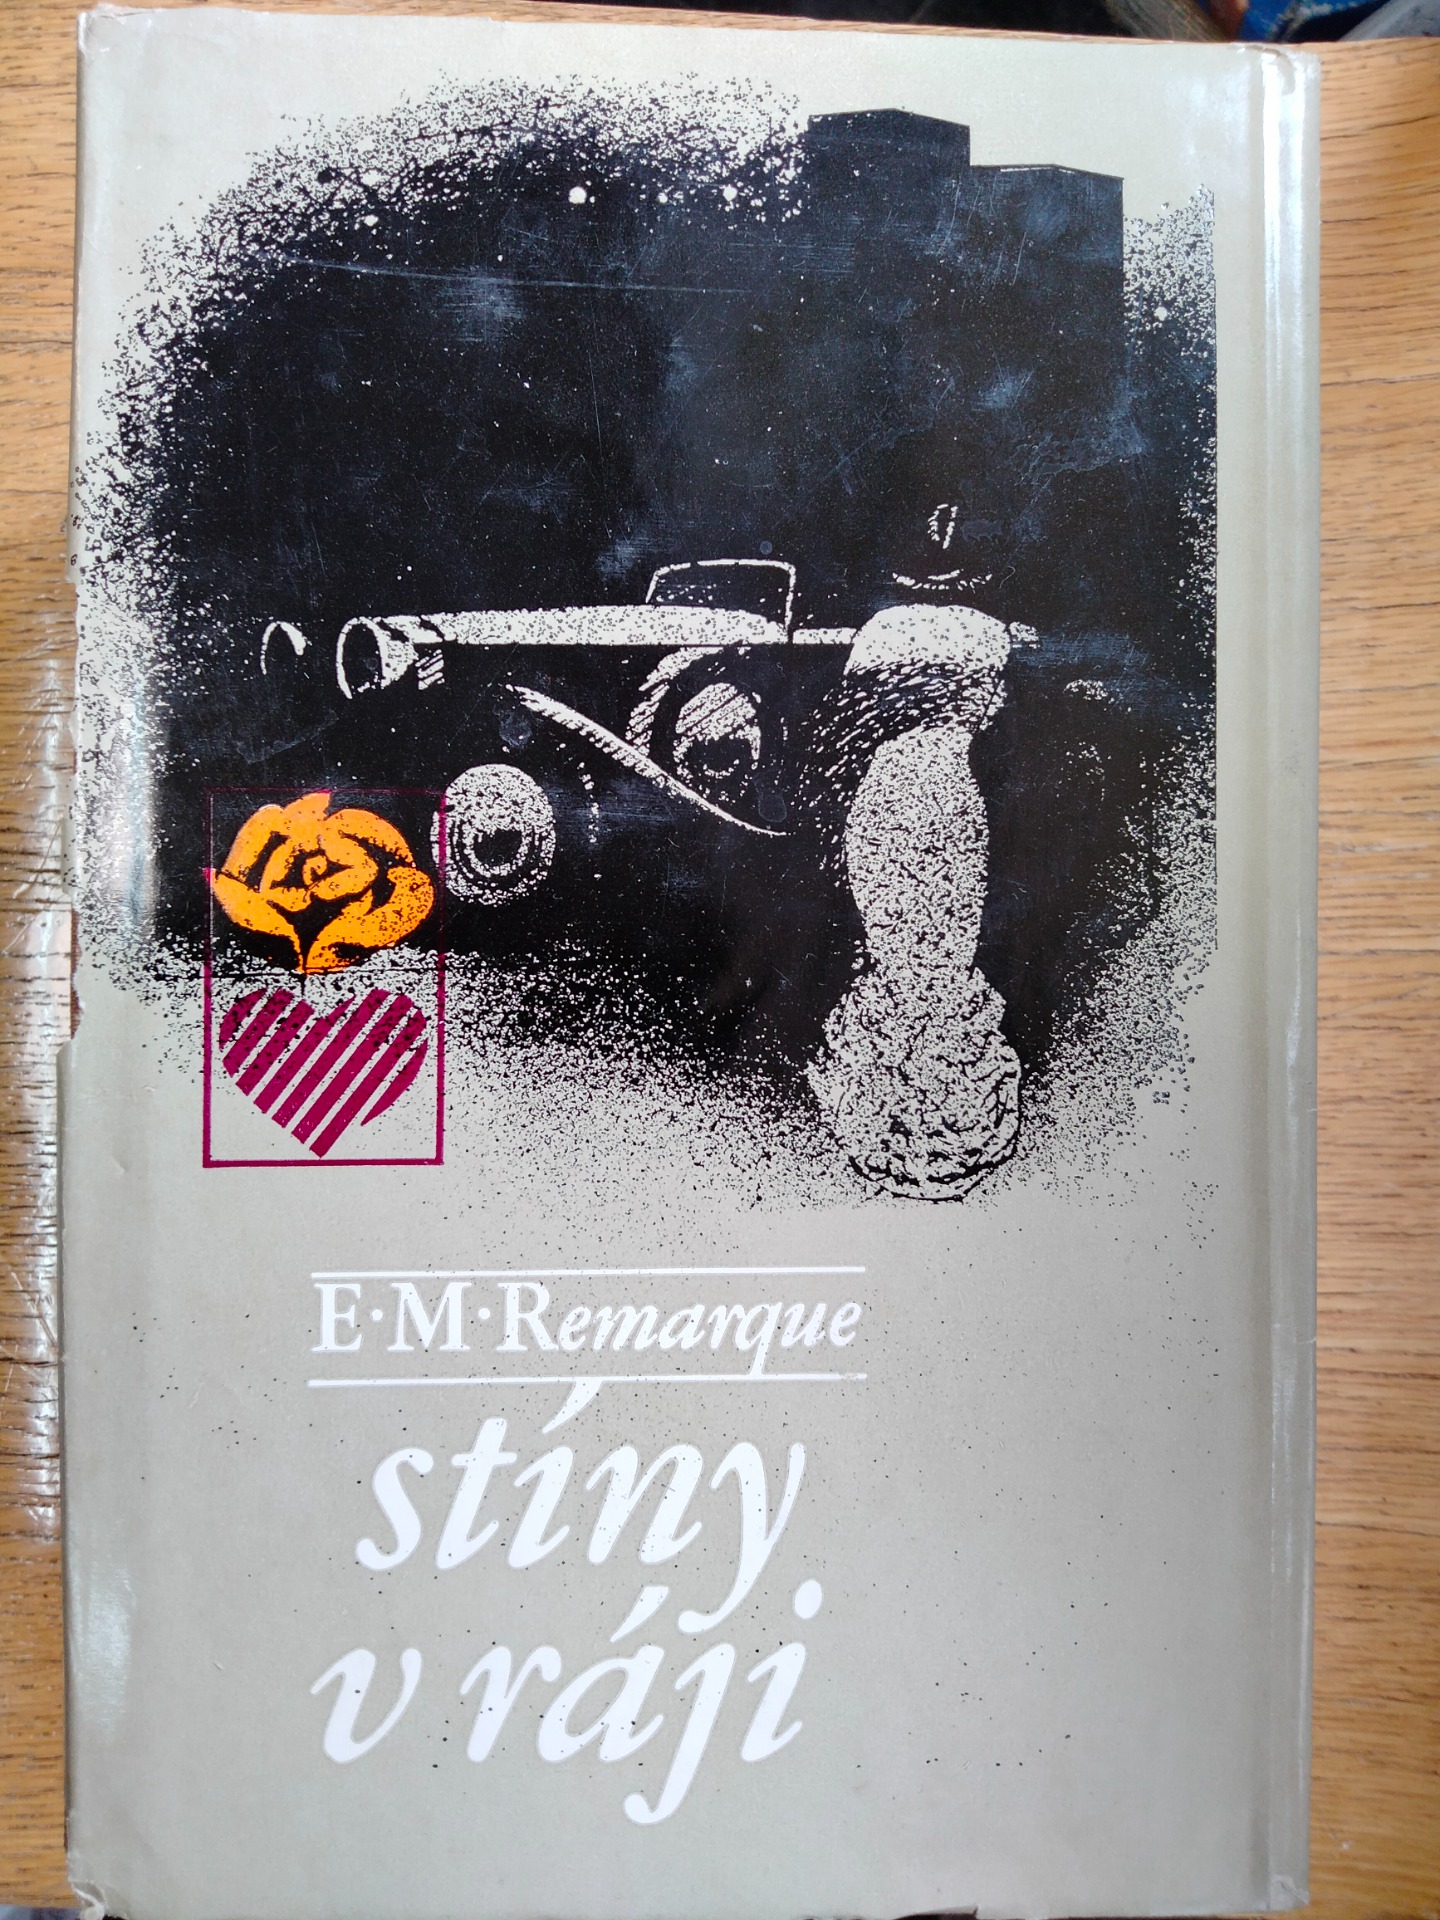 E·M·Remarque
stíny
v ráji